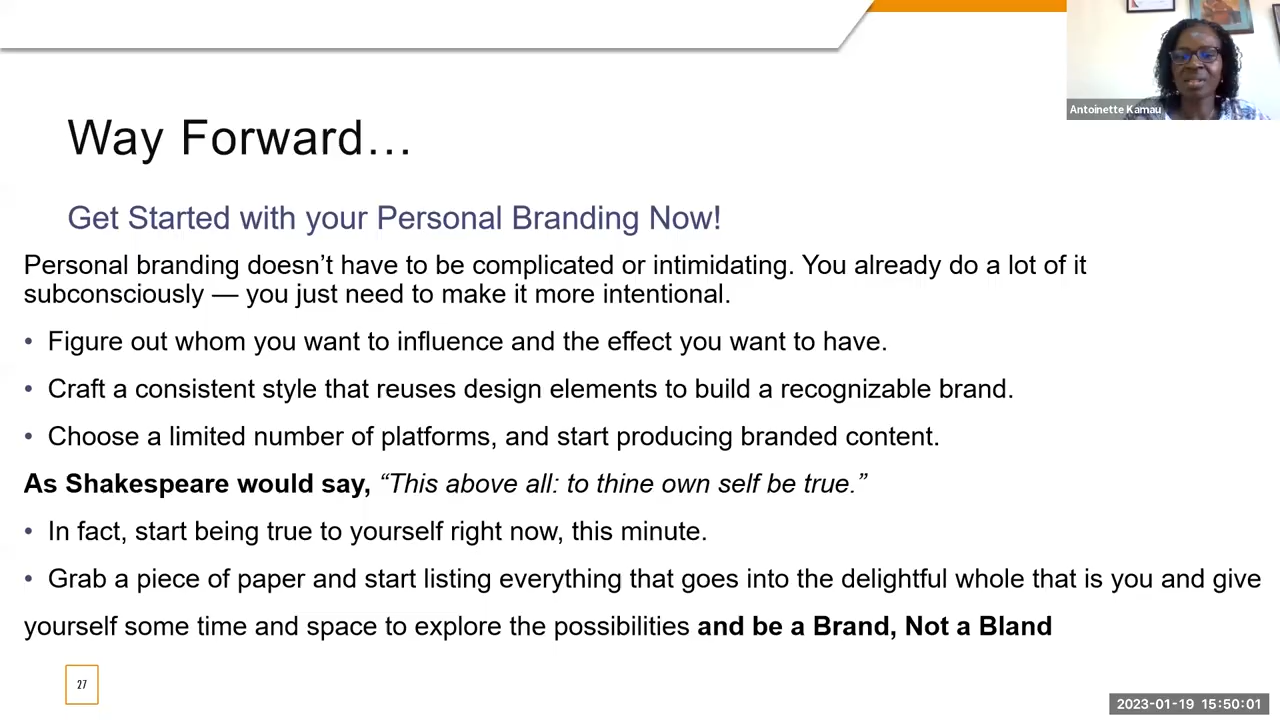 Antoinette Kamau
Way Forward…
Get Started with your Personal Branding Now!
Personal branding doesn’t have to be complicated or intimidating. You already do a lot of it
subconsciously — you just need to make it more intentional.
• Figure out whom you want to influence and the effect you want to have.
• Craft a consistent style that reuses design elements to build a recognizable brand.
• Choose a limited number of platforms, and start producing branded content.
As Shakespeare would say, “This above all: to thine own self be true.”
• In fact, start being true to yourself right now, this minute.
• Grab a piece of paper and start listing everything that goes into the delightful whole that is you and give
yourself some time and space to explore the possibilities and be a Brand, Not a Bland
27
2023-01-19 15:50:01